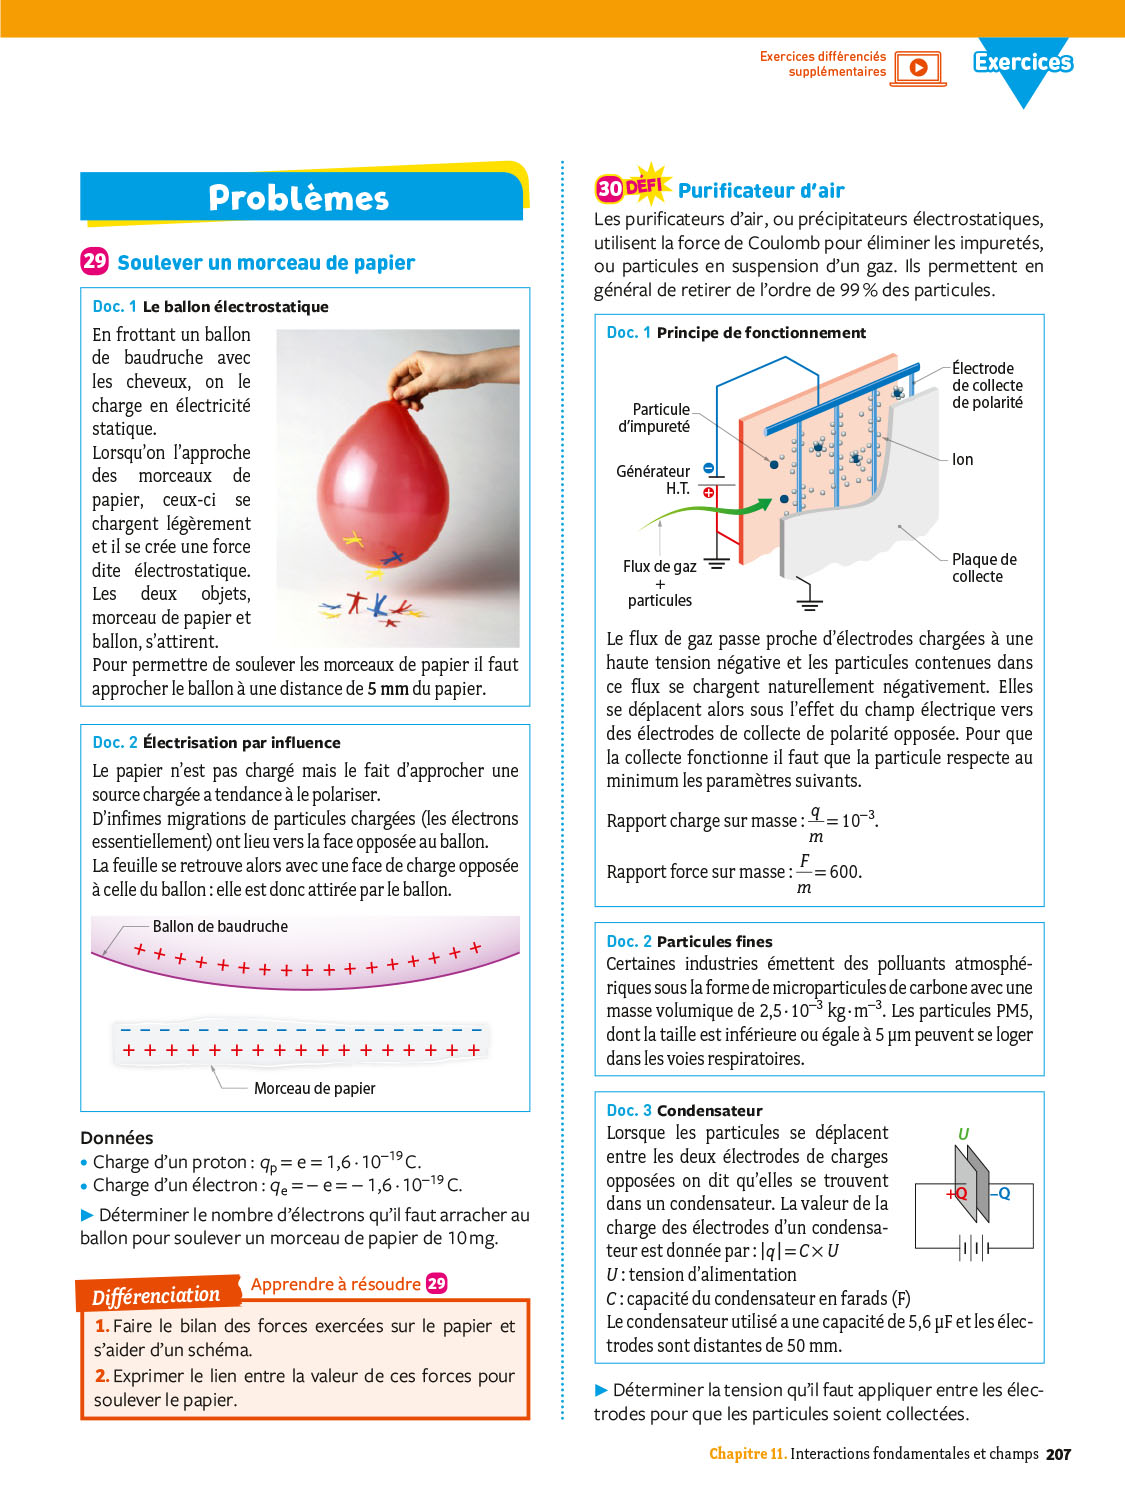 Exercices différenciés
supplémentaires
Exercices
Problèmes
29 Soulever un morceau de papier
Doc. 1 Le ballon électrostatique
En frottant un ballon
de baudruche avec
les cheveux, on le
charge en électricité
statique.
Lorsqu'on l'approche
des morceaux de
papier, ceux-ci se
chargent légèrement
et il se crée une force
dite électrostatique.
Les deux objets,
morceau de papier et
ballon, s'attirent.
Pour permettre de soulever les morceaux de papier il faut
approcher le ballon à une distance de 5 mm du papier.
Doc. 2 Électrisation par influence
Le papier n'est pas chargé mais le fait d'approcher une
source chargée a tendance à le polariser.
D'infimes migrations de particules chargées (les électrons
essentiellement) ont lieu vers la face opposée au ballon.
La feuille se retrouve alors avec une face de charge opposée
à celle du ballon : elle est donc attirée par le ballon.
Ballon de baudruche
+ + + + + + + + + + + + + + + + +
– – – – – – – – – – – – – – – – –
+ + + + + + + + + + + + + + + + +
Morceau de papier
Données
• Charge d'un proton : qp = e = 1,6 · 10⁻¹⁹ C.
• Charge d'un électron : qe = – e = – 1,6 · 10⁻¹⁹ C.
► Déterminer le nombre d'électrons qu'il faut arracher au
ballon pour soulever un morceau de papier de 10 mg.
Différenciation Apprendre à résoudre 29
1. Faire le bilan des forces exercées sur le papier et
s'aider d'un schéma.
2. Exprimer le lien entre la valeur de ces forces pour
soulever le papier.
30 DÉFI Purificateur d'air
Les purificateurs d'air, ou précipitateurs électrostatiques,
utilisent la force de Coulomb pour éliminer les impuretés,
ou particules en suspension d'un gaz. Ils permettent en
général de retirer de l'ordre de 99 % des particules.
Doc. 1 Principe de fonctionnement
Particule
d'impureté
Générateur
H.T.
–
+
Flux de gaz
+
particules
Électrode
de collecte
de polarité
Ion
Plaque de
collecte
Le flux de gaz passe proche d'électrodes chargées à une
haute tension négative et les particules contenues dans
ce flux se chargent naturellement négativement. Elles
se déplacent alors sous l'effet du champ électrique vers
des électrodes de collecte de polarité opposée. Pour que
la collecte fonctionne il faut que la particule respecte au
minimum les paramètres suivants.
Rapport charge sur masse : q/m = 10⁻³.
Rapport force sur masse : F/m = 600.
Doc. 2 Particules fines
Certaines industries émettent des polluants atmosphé-
riques sous la forme de microparticules de carbone avec une
masse volumique de 2,5 · 10⁻³ kg · m⁻³. Les particules PM5,
dont la taille est inférieure ou égale à 5 µm peuvent se loger
dans les voies respiratoires.
Doc. 3 Condensateur
Lorsque les particules se déplacent
entre les deux électrodes de charges
opposées on dit qu'elles se trouvent
dans un condensateur. La valeur de la
charge des électrodes d'un condensa-
teur est donnée par : |q| = C × U
U : tension d'alimentation
C : capacité du condensateur en farads (F)
Le condensateur utilisé a une capacité de 5,6 µF et les élec-
trodes sont distantes de 50 mm.
U
+Q –Q
► Déterminer la tension qu'il faut appliquer entre les élec-
trodes pour que les particules soient collectées.
Chapitre 11. Interactions fondamentales et champs 207